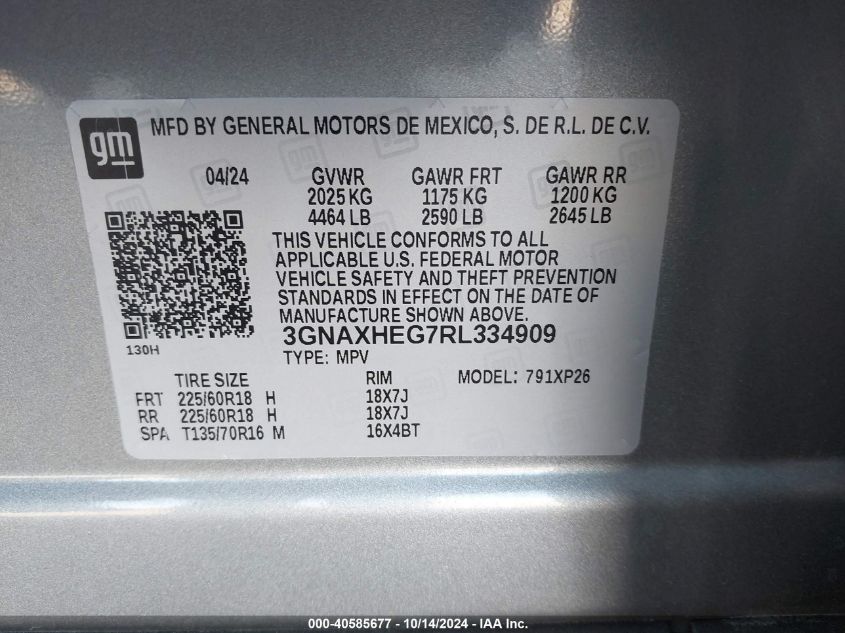 gm MFD BY GENERAL MOTORS DE MEXICO, S. DE R.L. DE C.V.
04/24 GVWR GAWR FRT GAWR RR
2025 KG 1175 KG 1200 KG
4464 LB 2590 LB 2645 LB
THIS VEHICLE CONFORMS TO ALL
APPLICABLE U.S. FEDERAL MOTOR
VEHICLE SAFETY AND THEFT PREVENTION
STANDARDS IN EFFECT ON THE DATE OF
MANUFACTURE SHOWN ABOVE.
3GNAXHEG7RL334909
130H
TYPE: MPV
TIRE SIZE RIM MODEL: 791XP26
FRT 225/60R18 H 18X7J
RR 225/60R18 H 18X7J
SPA T135/70R16 M 16X4BT
000-40585677 - 10/14/2024 - IAA Inc.